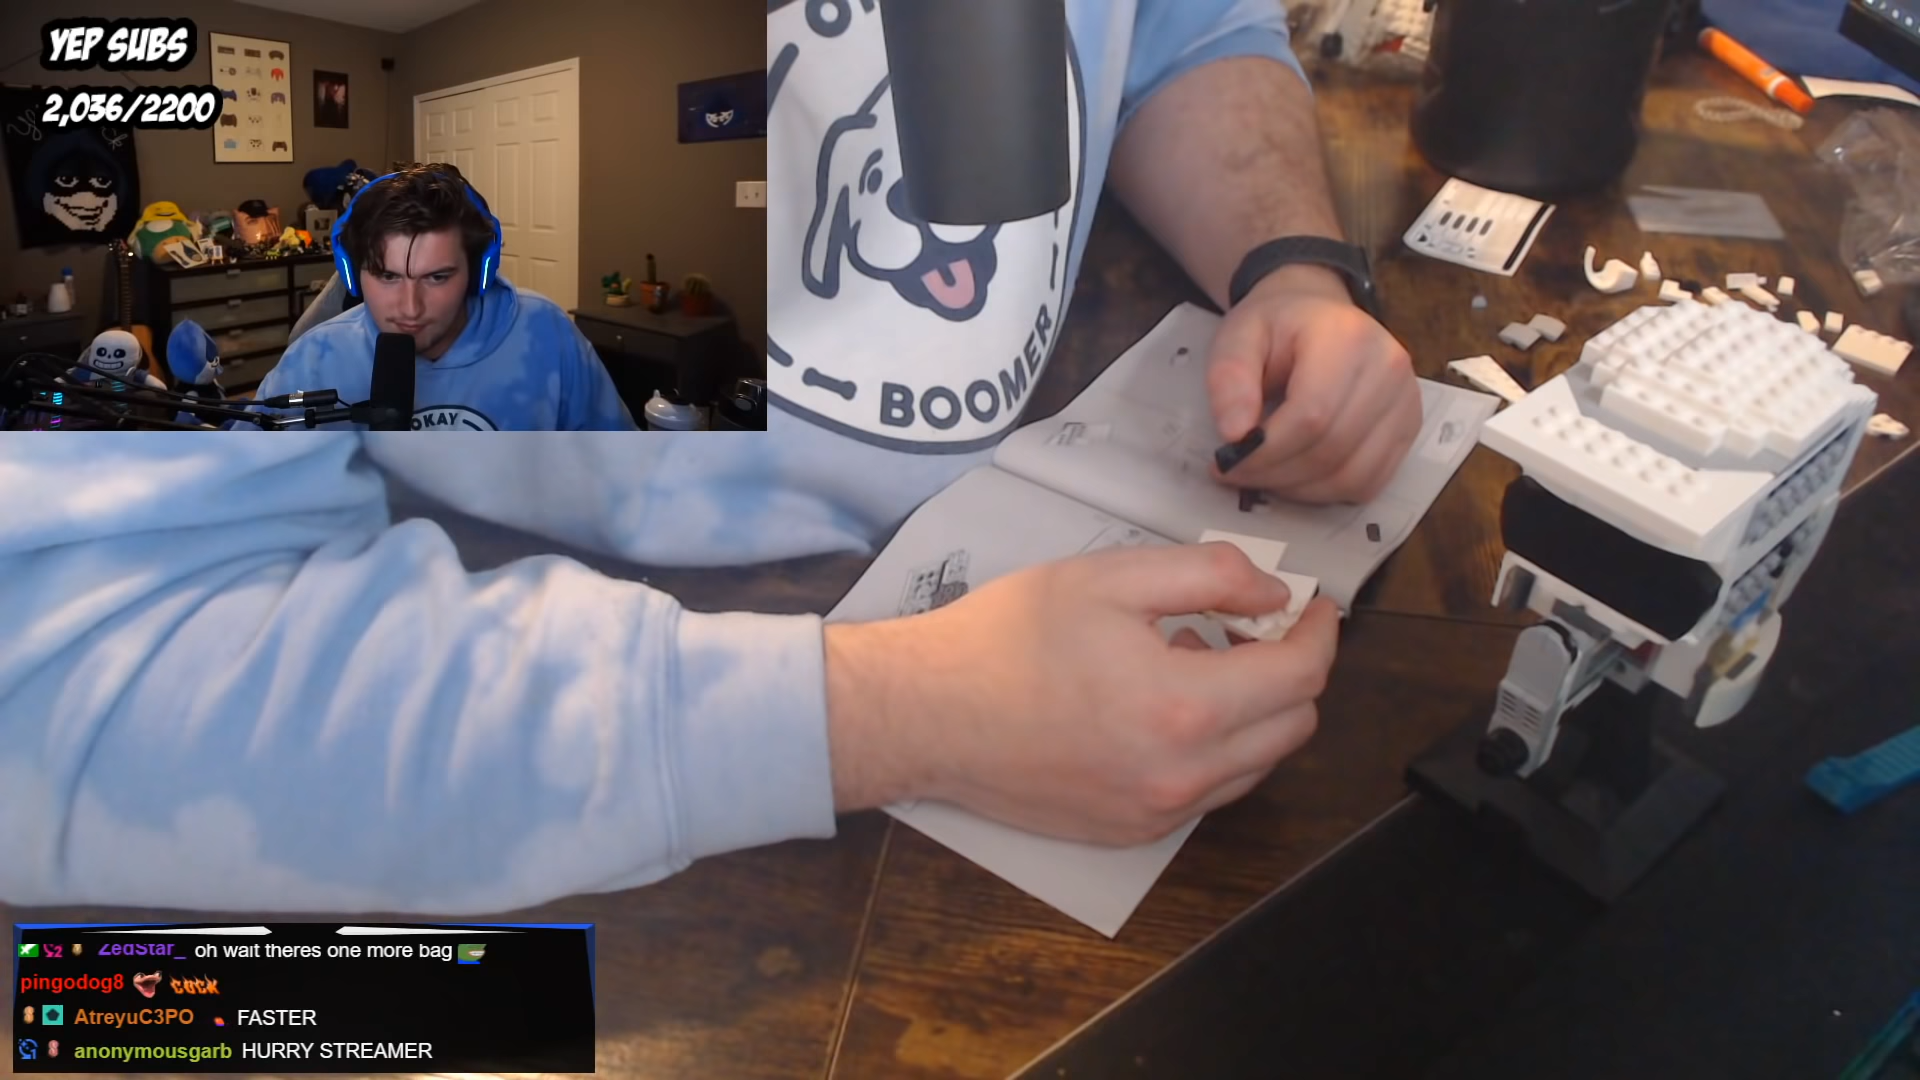 YEP SUBS
2,036/2200
OKAY
BOOMER
ZedStar_ oh wait theres one more bag
pingodog8
AtreyuC3PO FASTER
anonymousgarb HURRY STREAMER